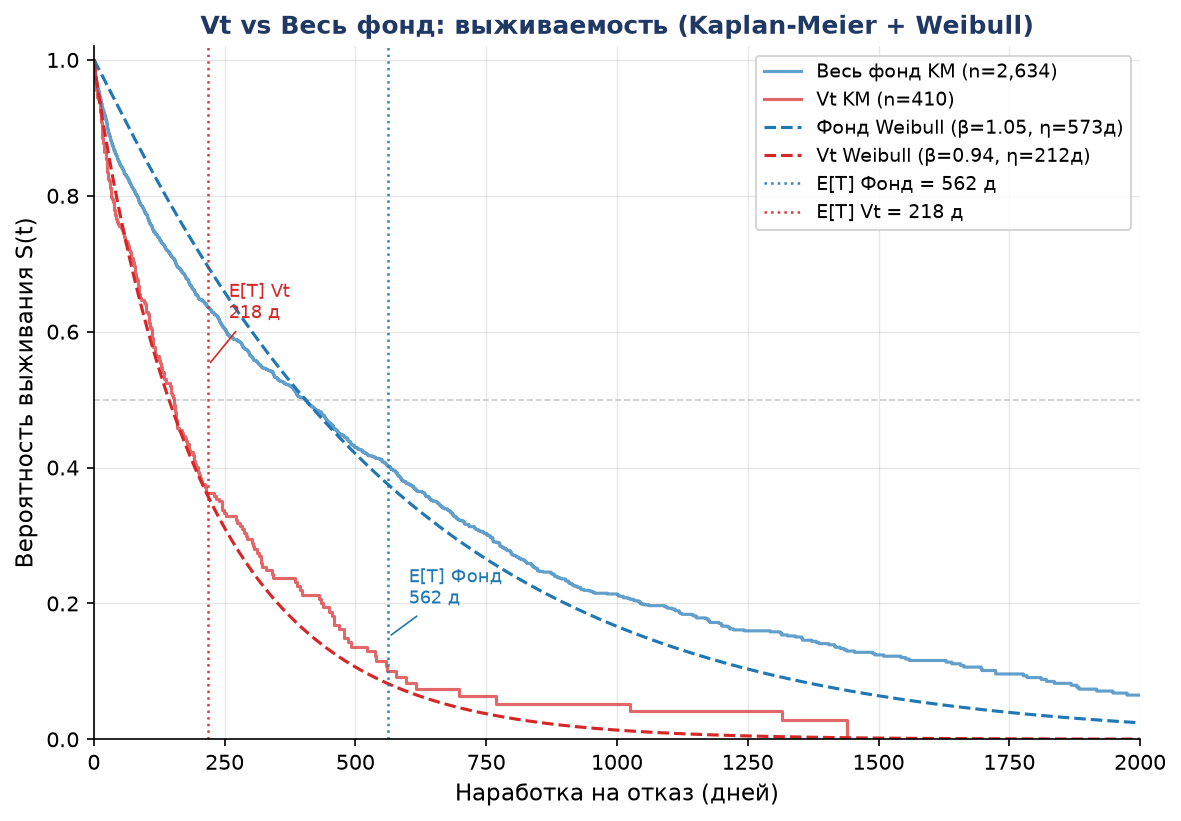 Vt vs Весь фонд: выживаемость (Kaplan-Meier + Weibull)
Вероятность выживания S(t)
1.0
0.8
0.6
0.4
0.2
0.0
Весь фонд KM (n=2,634)
Vt KM (n=410)
Фонд Weibull (β=1.05, η=573д)
Vt Weibull (β=0.94, η=212д)
E[T] Фонд = 562 д
E[T] Vt = 218 д
E[T] Vt
218 д
E[T] Фонд
562 д
0 250 500 750 1000 1250 1500 1750 2000
Наработка на отказ (дней)